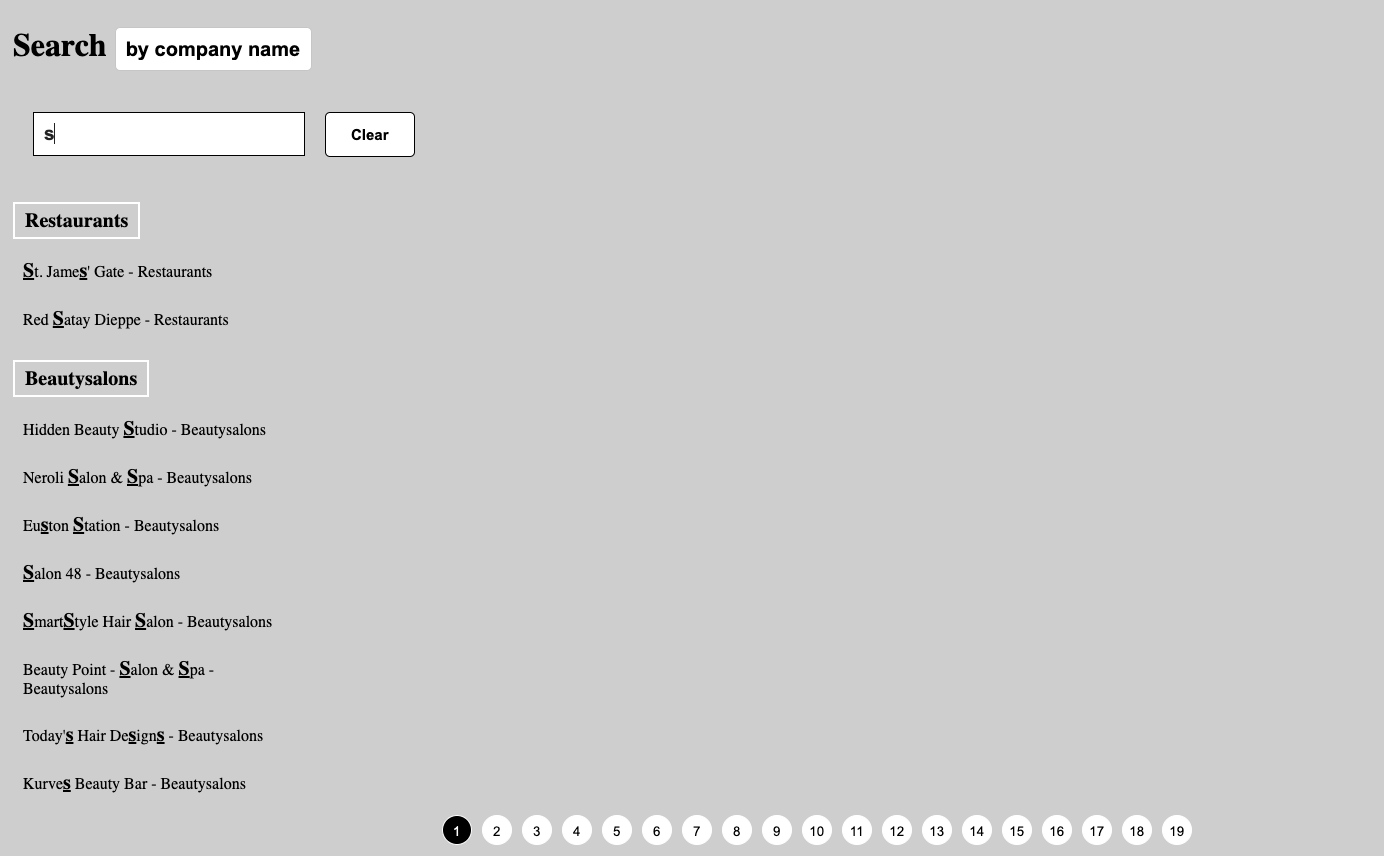 Search by company name
s
Clear
Restaurants
St. James' Gate - Restaurants
Red Satay Dieppe - Restaurants
Beautysalons
Hidden Beauty Studio - Beautysalons
Neroli Salon & Spa - Beautysalons
Euston Station - Beautysalons
Salon 48 - Beautysalons
SmartStyle Hair Salon - Beautysalons
Beauty Point - Salon & Spa -
Beautysalons
Today's Hair Designs - Beautysalons
Kurves Beauty Bar - Beautysalons
1 2 3 4 5 6 7 8 9 10 11 12 13 14 15 16 17 18 19